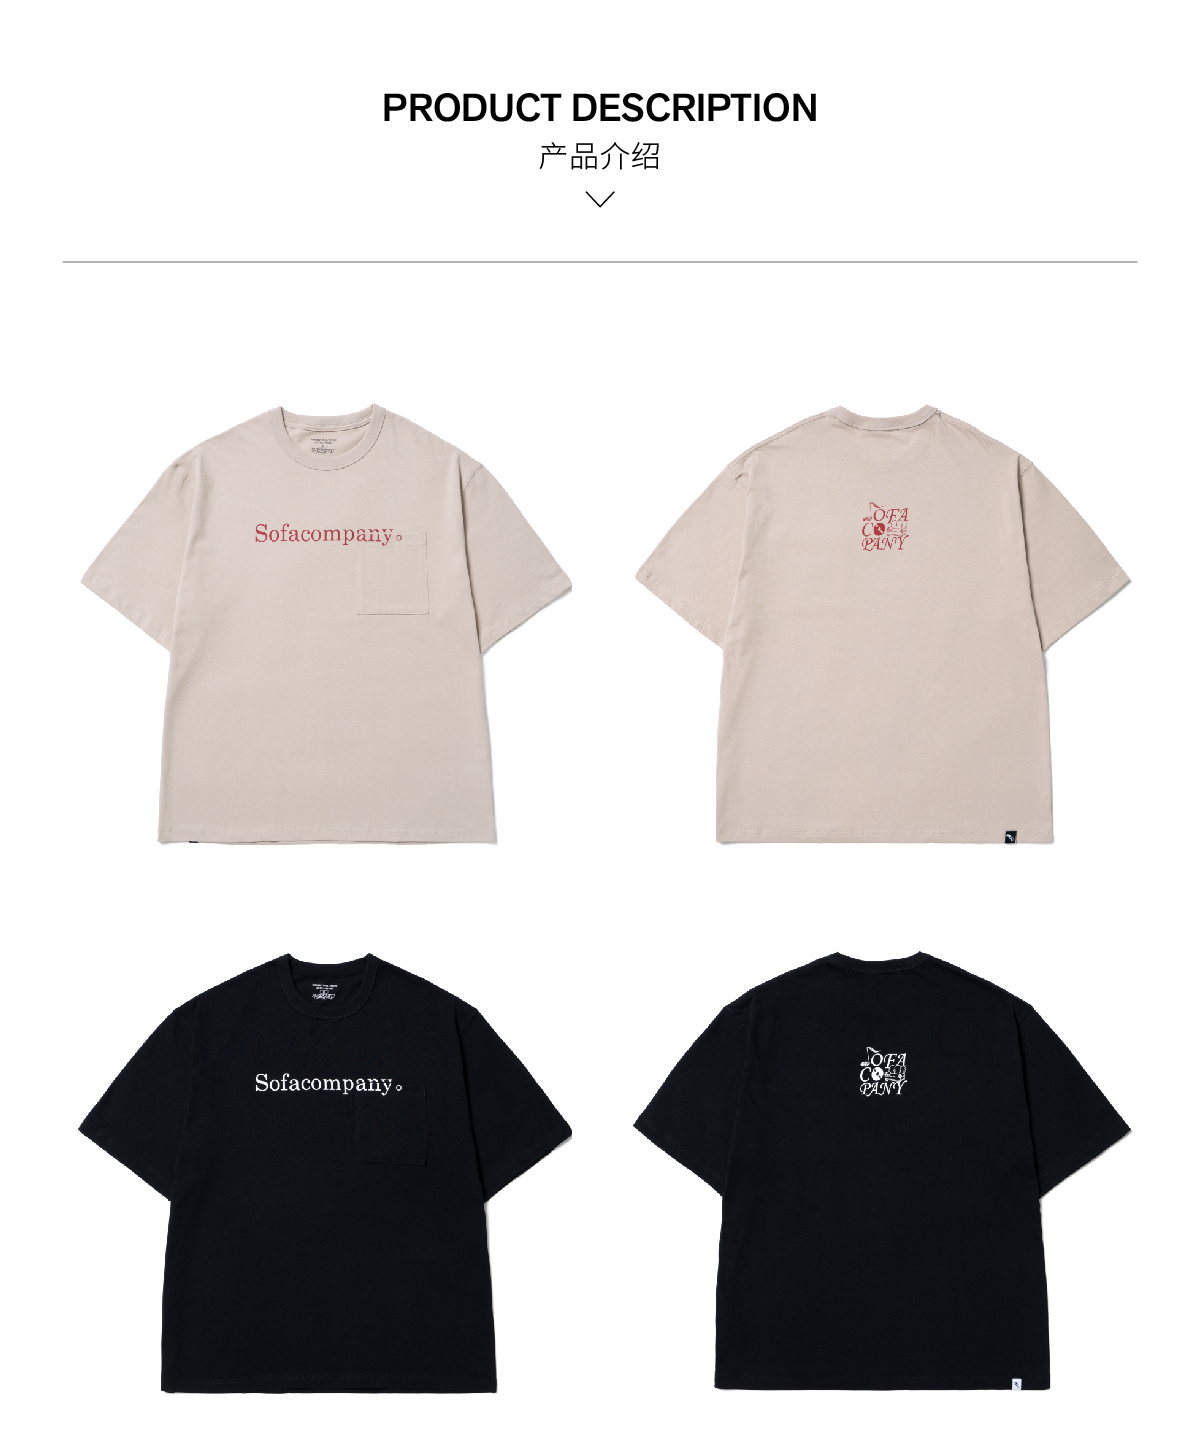 PRODUCT DESCRIPTION
产品介绍
Sofacompany。
OFA
CO
PANY
Sofacompany。
OFA
CO
PANY